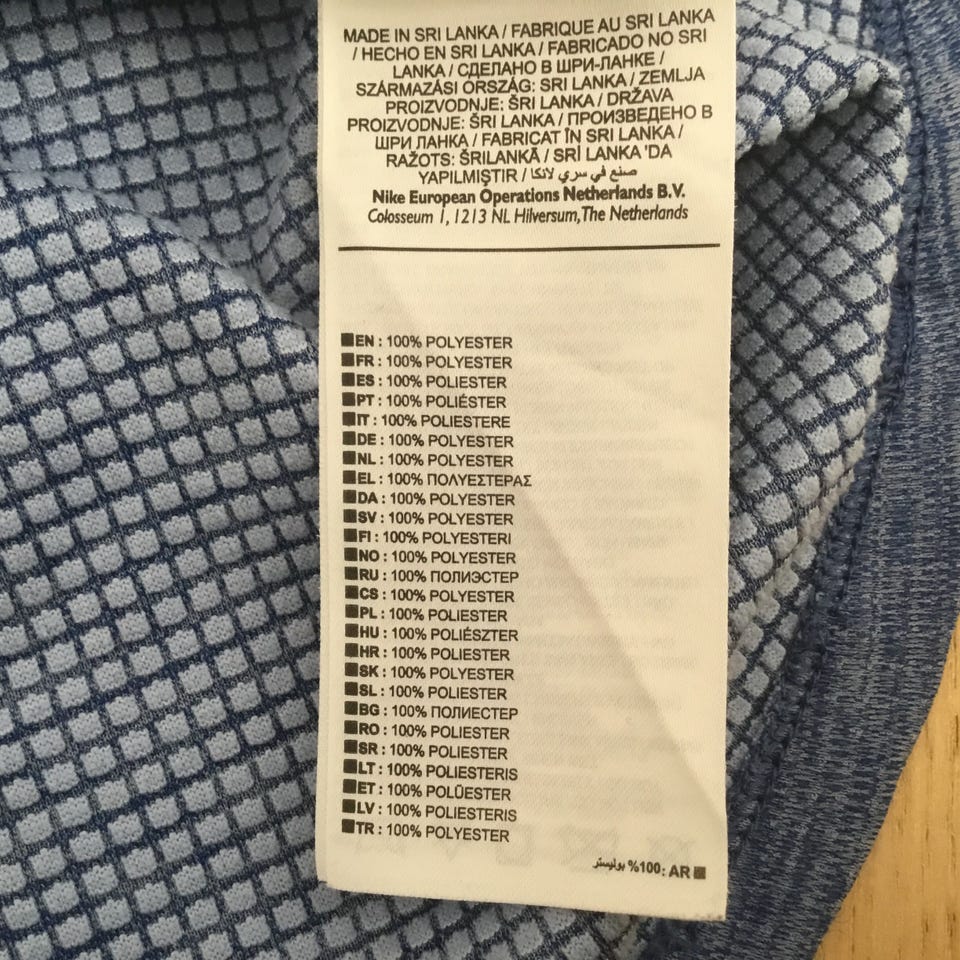 MADE IN SRI LANKA / FABRIQUE AU SRI LANKA
/ HECHO EN SRI LANKA / FABRICADO NO SRI
LANKA / СДЕЛАНО В ШРИ-ЛАНКЕ /
SZÁRMAZÁSI ORSZÁG: SRI LANKA / ZEMLJA
PROIZVODNJE: ŠRI LANKA / DRŽAVA
PROIZVODNJE: ŠRI LANKA / ПРОИЗВЕДЕНО В
ШРИ ЛАНКА / FABRICAT ÎN SRI LANKA /
RAŽOTS: ŠRILANKĀ / SRİ LANKA 'DA
YAPILMIŞTIR / صنع في سري لانكا
Nike European Operations Netherlands B.V.
Colosseum 1, 1213 NL Hilversum, The Netherlands
EN : 100% POLYESTER
FR : 100% POLYESTER
ES : 100% POLIESTER
PT : 100% POLIÉSTER
IT : 100% POLIESTERE
DE : 100% POLYESTER
NL : 100% POLYESTER
EL : 100% ΠΟΛΥΕΣΤΕΡΑΣ
DA : 100% POLYESTER
SV : 100% POLYESTER
FI : 100% POLYESTERI
NO : 100% POLYESTER
RU : 100% ПОЛИЭСТЕР
CS : 100% POLYESTER
PL : 100% POLIESTER
HU : 100% POLIÉSZTER
HR : 100% POLIESTER
SK : 100% POLYESTER
SL : 100% POLIESTER
BG : 100% ПОЛИЕСТЕР
RO : 100% POLIESTER
SR : 100% POLIESTER
LT : 100% POLIESTERIS
ET : 100% POLÜESTER
LV : 100% POLIESTERIS
TR : 100% POLYESTER
AR :100% بوليستر